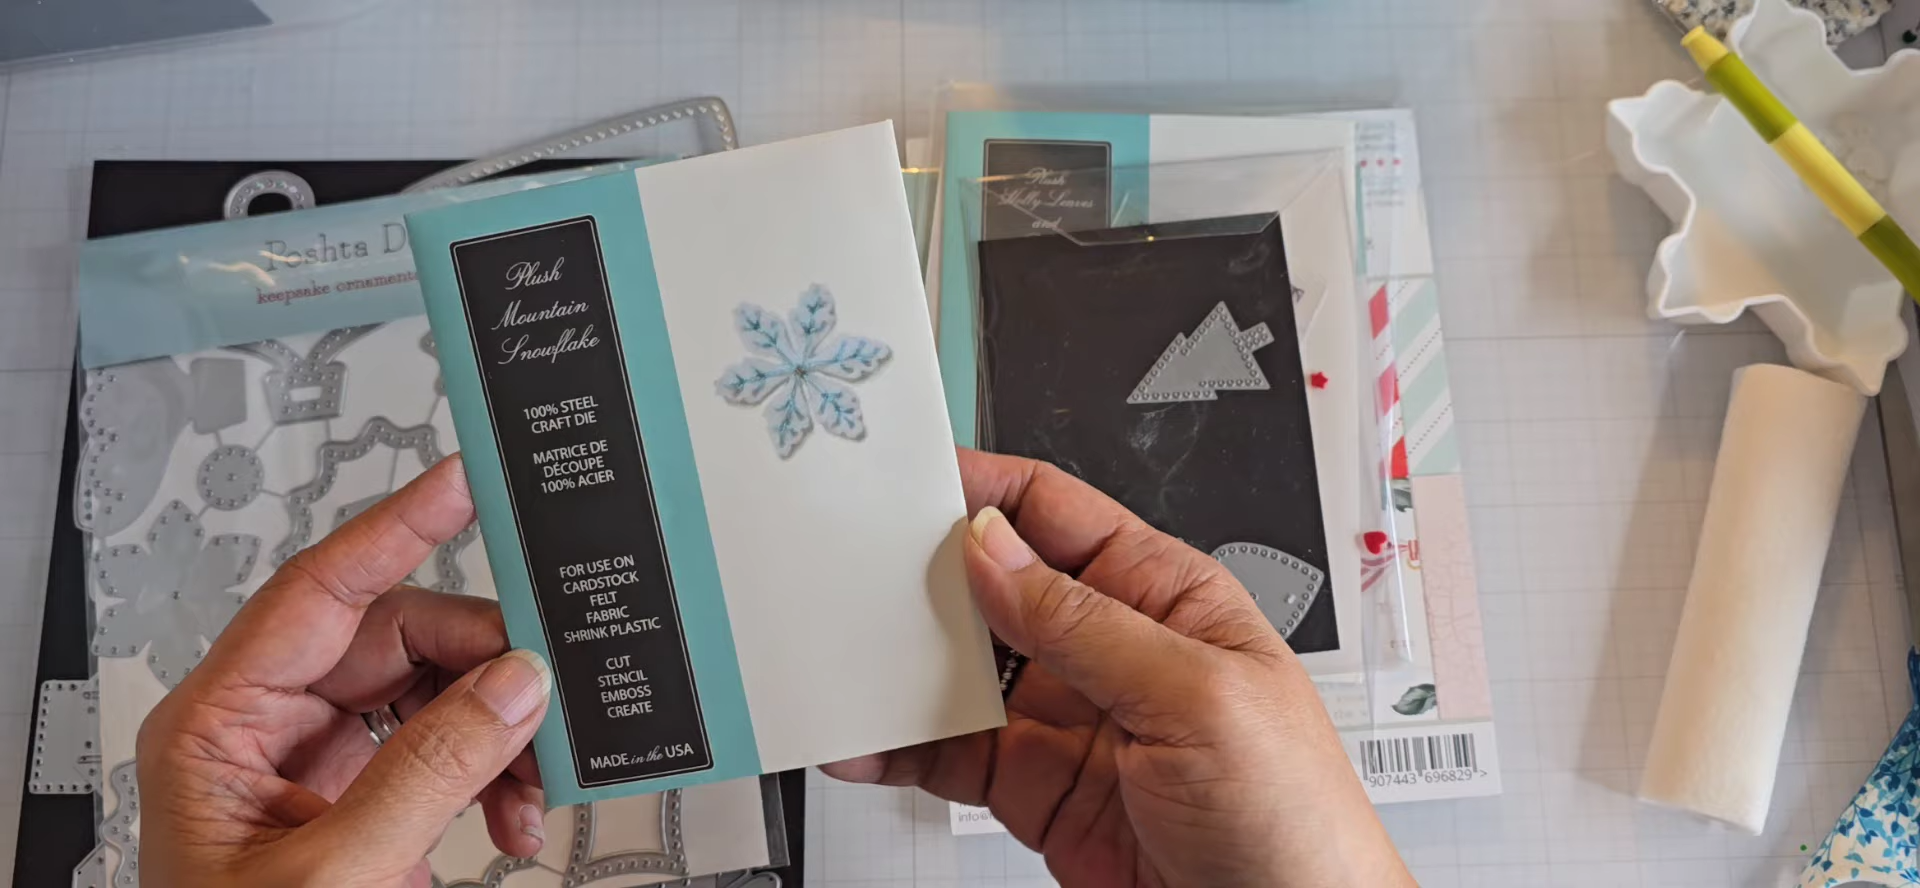 Plush
Mountain
Snowflake
100% STEEL
CRAFT DIE
MATRICE DE
DÉCOUPE
100% ACIER
FOR USE ON
CARDSTOCK
FELT
FABRIC
SHRINK PLASTIC
CUT
STENCIL
EMBOSS
CREATE
MADE in the USA
Poshta
keepsake ornaments
Plush
Holly Leaves
and
907443 696829 >